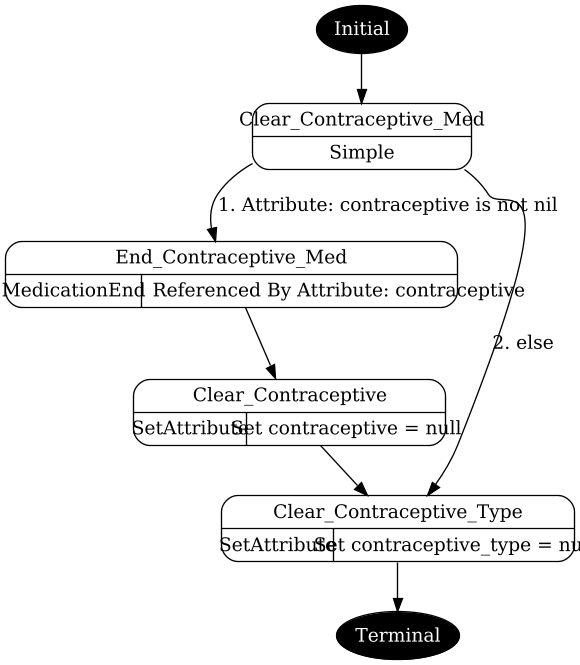 Initial
Clear_Contraceptive_Med
Simple
1. Attribute: contraceptive is not nil
End_Contraceptive_Med
MedicationEnd Referenced By Attribute: contraceptive
2. else
Clear_Contraceptive
SetAttribute Set contraceptive = null
Clear_Contraceptive_Type
SetAttribute Set contraceptive_type = nu
Terminal